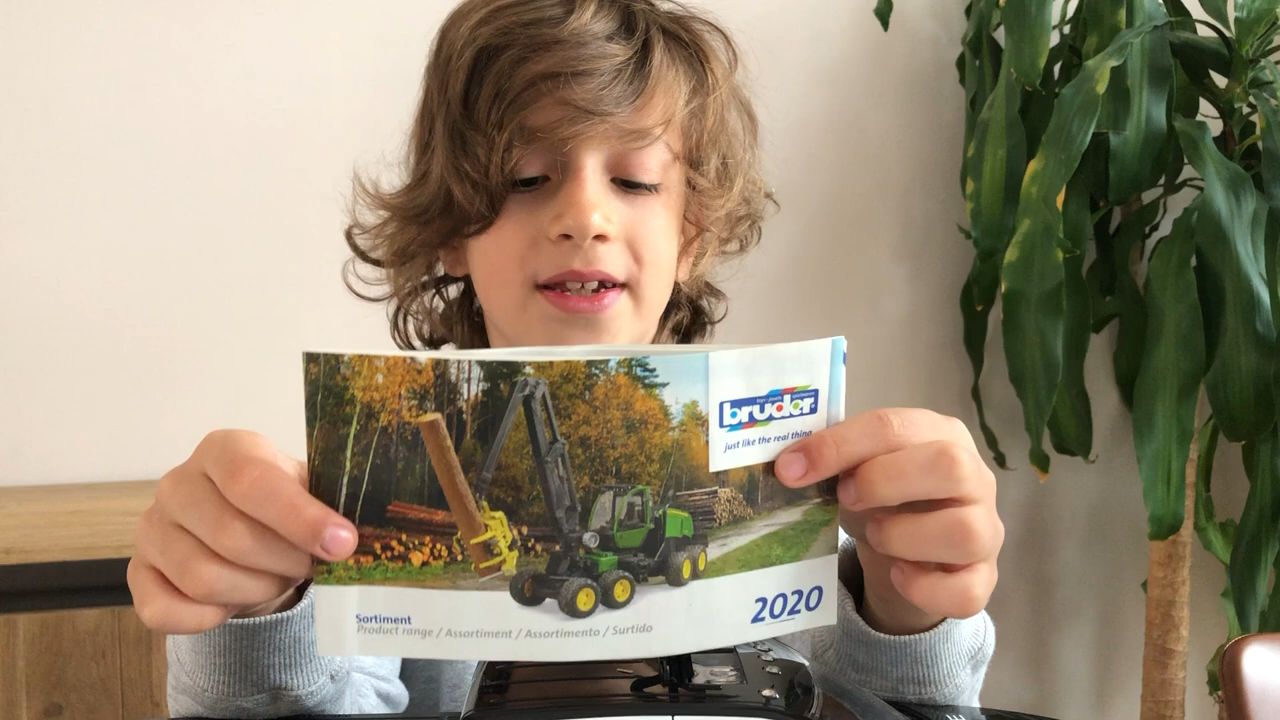 bruder
just like the real thing
2020
Sortiment
Product range / Assortiment / Assortimento / Surtido